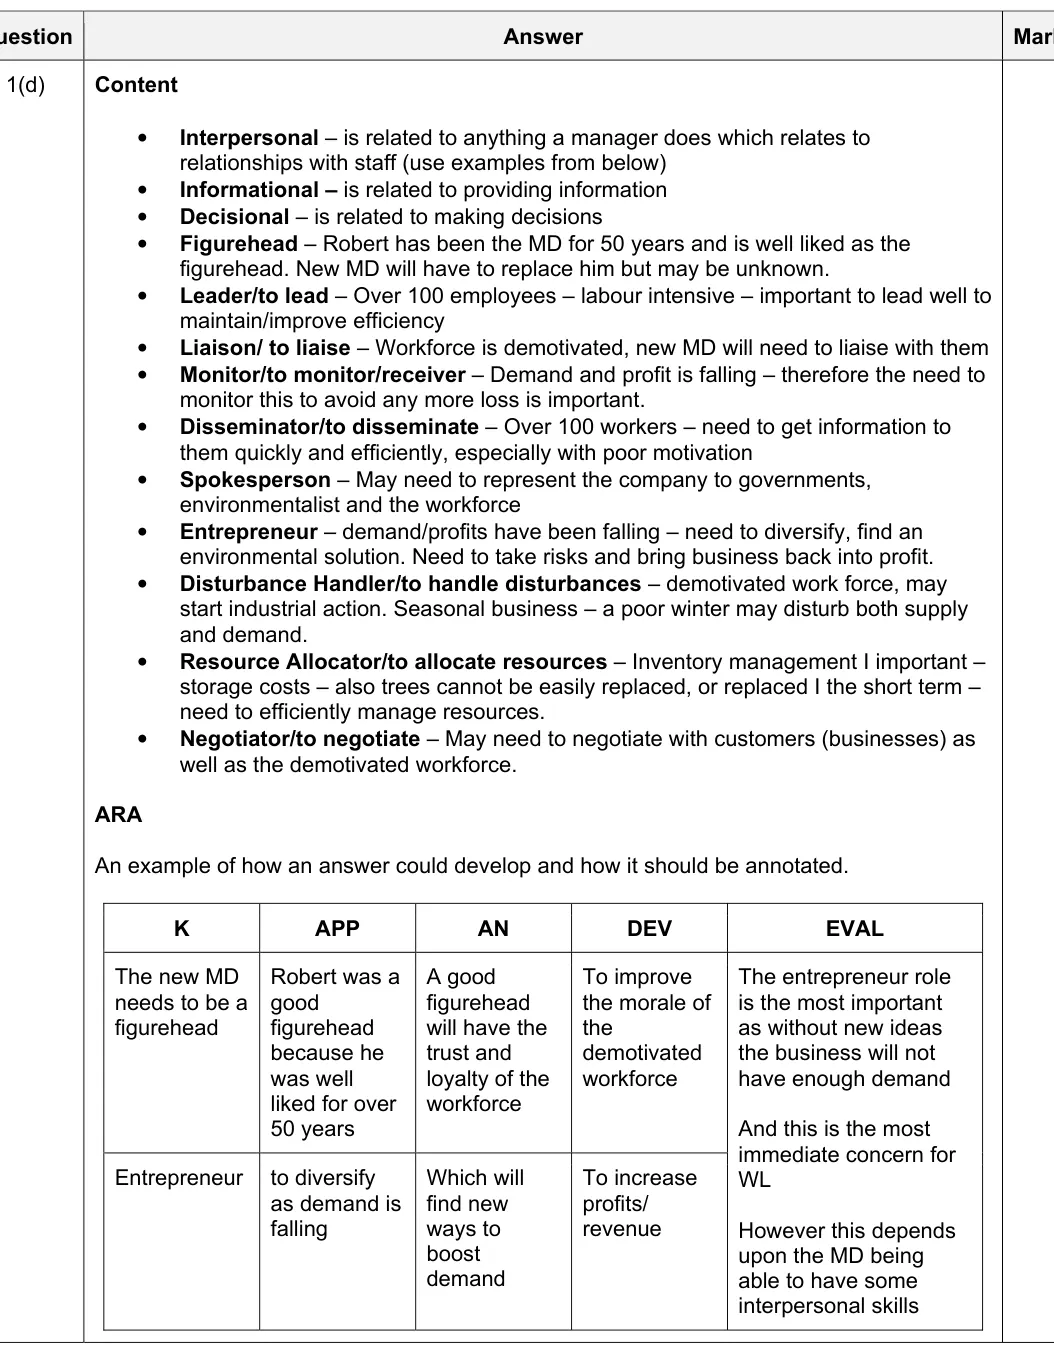 uestion Answer Mar
1(d) Content
• Interpersonal – is related to anything a manager does which relates to
relationships with staff (use examples from below)
• Informational – is related to providing information
• Decisional – is related to making decisions
• Figurehead – Robert has been the MD for 50 years and is well liked as the
figurehead. New MD will have to replace him but may be unknown.
• Leader/to lead – Over 100 employees – labour intensive – important to lead well to
maintain/improve efficiency
• Liaison/ to liaise – Workforce is demotivated, new MD will need to liaise with them
• Monitor/to monitor/receiver – Demand and profit is falling – therefore the need to
monitor this to avoid any more loss is important.
• Disseminator/to disseminate – Over 100 workers – need to get information to
them quickly and efficiently, especially with poor motivation
• Spokesperson – May need to represent the company to governments,
environmentalist and the workforce
• Entrepreneur – demand/profits have been falling – need to diversify, find an
environmental solution. Need to take risks and bring business back into profit.
• Disturbance Handler/to handle disturbances – demotivated work force, may
start industrial action. Seasonal business – a poor winter may disturb both supply
and demand.
• Resource Allocator/to allocate resources – Inventory management I important –
storage costs – also trees cannot be easily replaced, or replaced I the short term –
need to efficiently manage resources.
• Negotiator/to negotiate – May need to negotiate with customers (businesses) as
well as the demotivated workforce.
ARA
An example of how an answer could develop and how it should be annotated.
K APP AN DEV EVAL
The new MD
needs to be a
figurehead
Robert was a
good
figurehead
because he
was well
liked for over
50 years
A good
figurehead
will have the
trust and
loyalty of the
workforce
To improve
the morale of
the
demotivated
workforce
The entrepreneur role
is the most important
as without new ideas
the business will not
have enough demand
And this is the most
immediate concern for
WL
However this depends
upon the MD being
able to have some
interpersonal skills
Entrepreneur
to diversify
as demand is
falling
Which will
find new
ways to
boost
demand
To increase
profits/
revenue